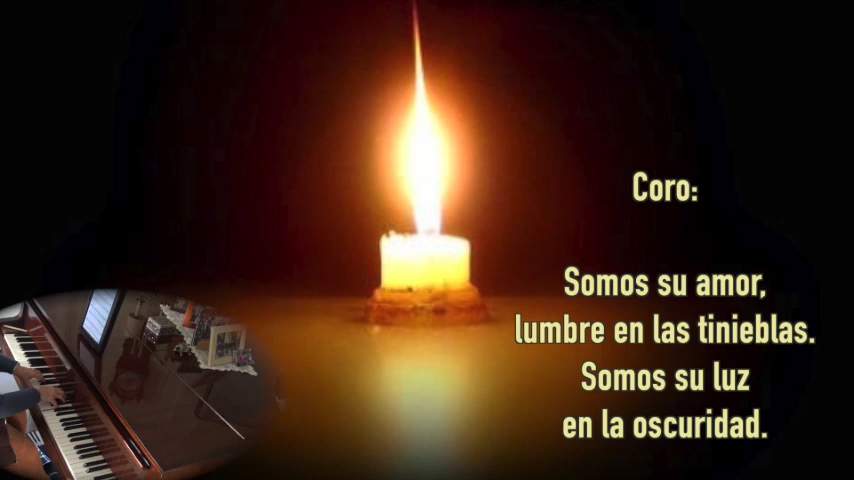 Coro:
Somos su amor,
lumbre en las tinieblas.
Somos su luz
en la oscuridad.